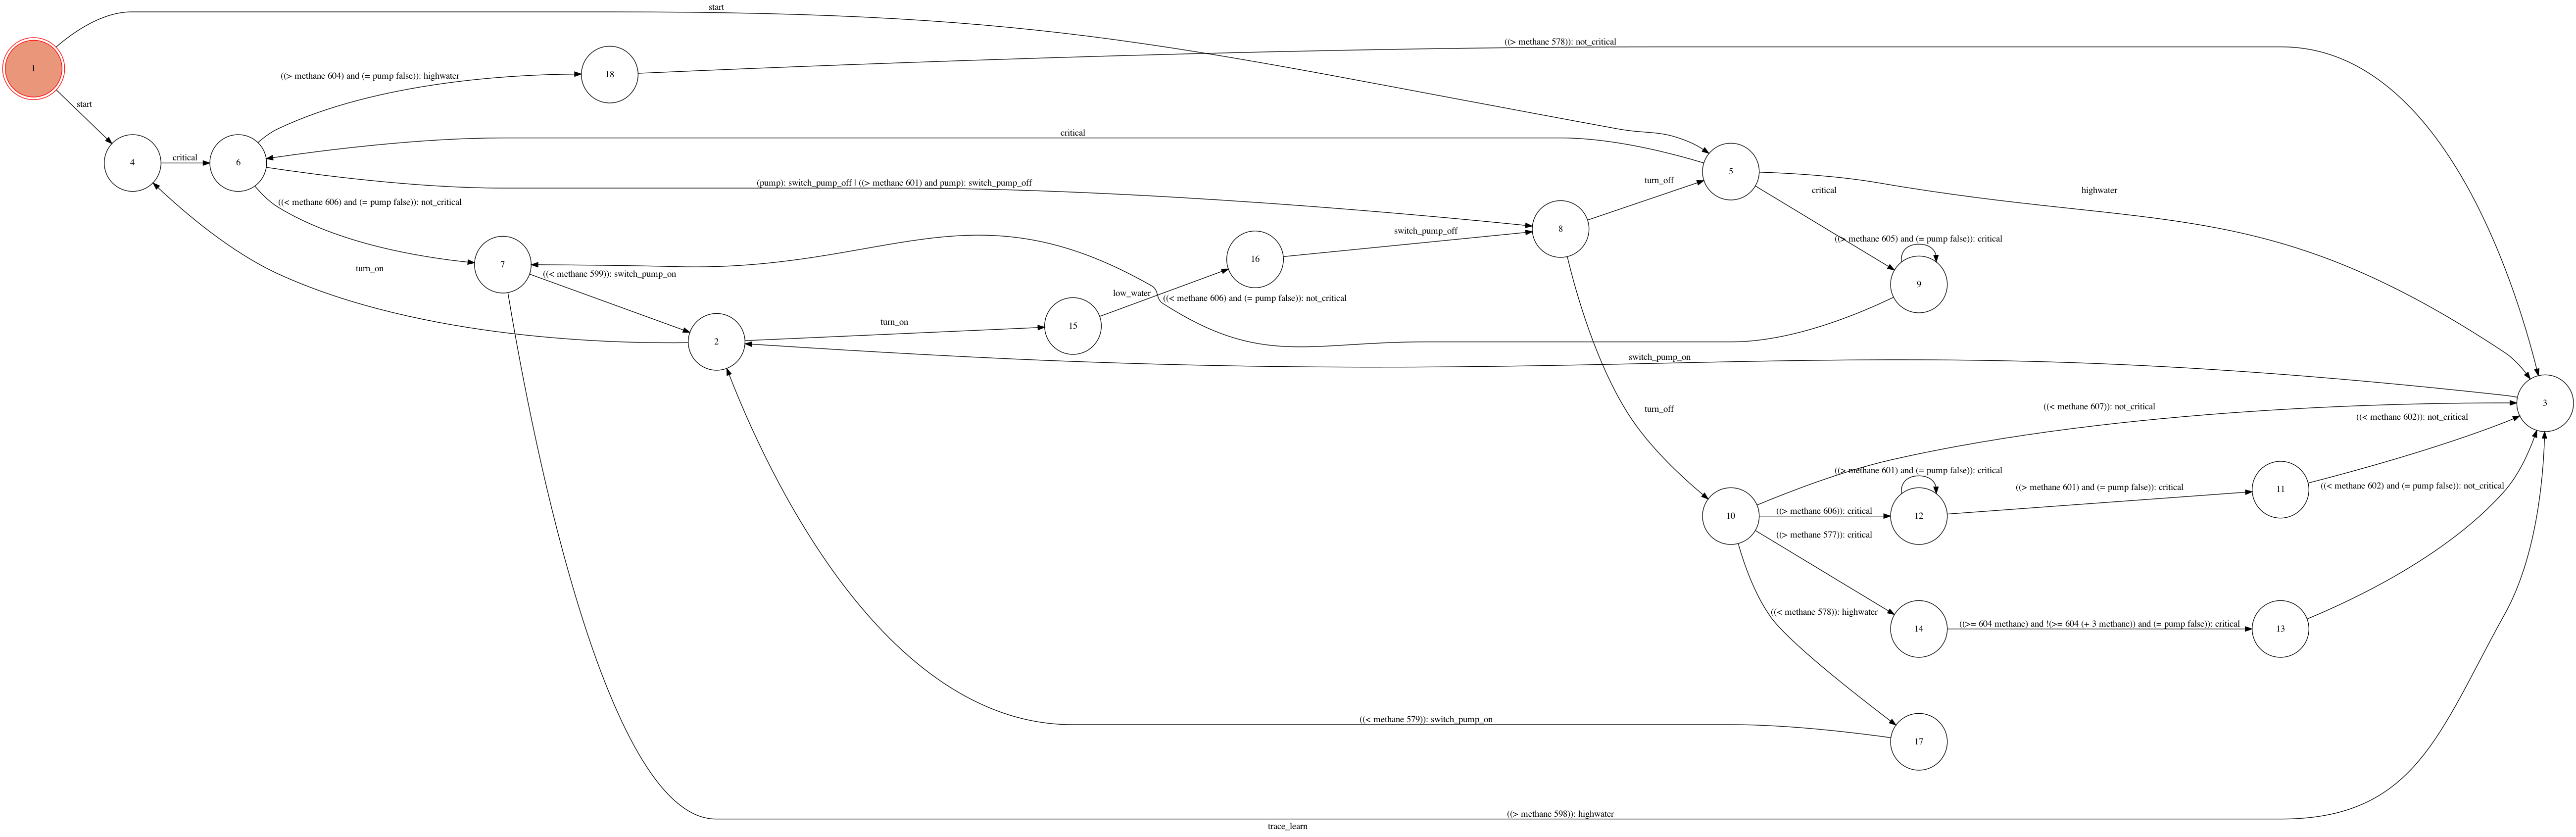 start
((> methane 578)): not_critical
1
18
((> methane 604) and (= pump false)): highwater
start
critical
4
critical
6
5
(pump): switch_pump_off | ((> methane 601) and pump): switch_pump_off
turn_off
critical
highwater
((< methane 606) and (= pump false)): not_critical
8
switch_pump_off
((> methane 605) and (= pump false)): critical
16
7
turn_on
((< methane 599)): switch_pump_on
9
low_water
((< methane 606) and (= pump false)): not_critical
turn_on
15
2
switch_pump_on
3
turn_off
((< methane 607)): not_critical
((< methane 602)): not_critical
((> methane 601) and (= pump false)): critical
((> methane 601) and (= pump false)): critical
((< methane 602) and (= pump false)): not_critical
11
((> methane 606)): critical
10
12
((> methane 577)): critical
((< methane 578)): highwater
14
((>= 604 methane) and !(>= 604 (+ 3 methane)) and (= pump false)): critical
13
((< methane 579)): switch_pump_on
17
((> methane 598)): highwater
trace_learn